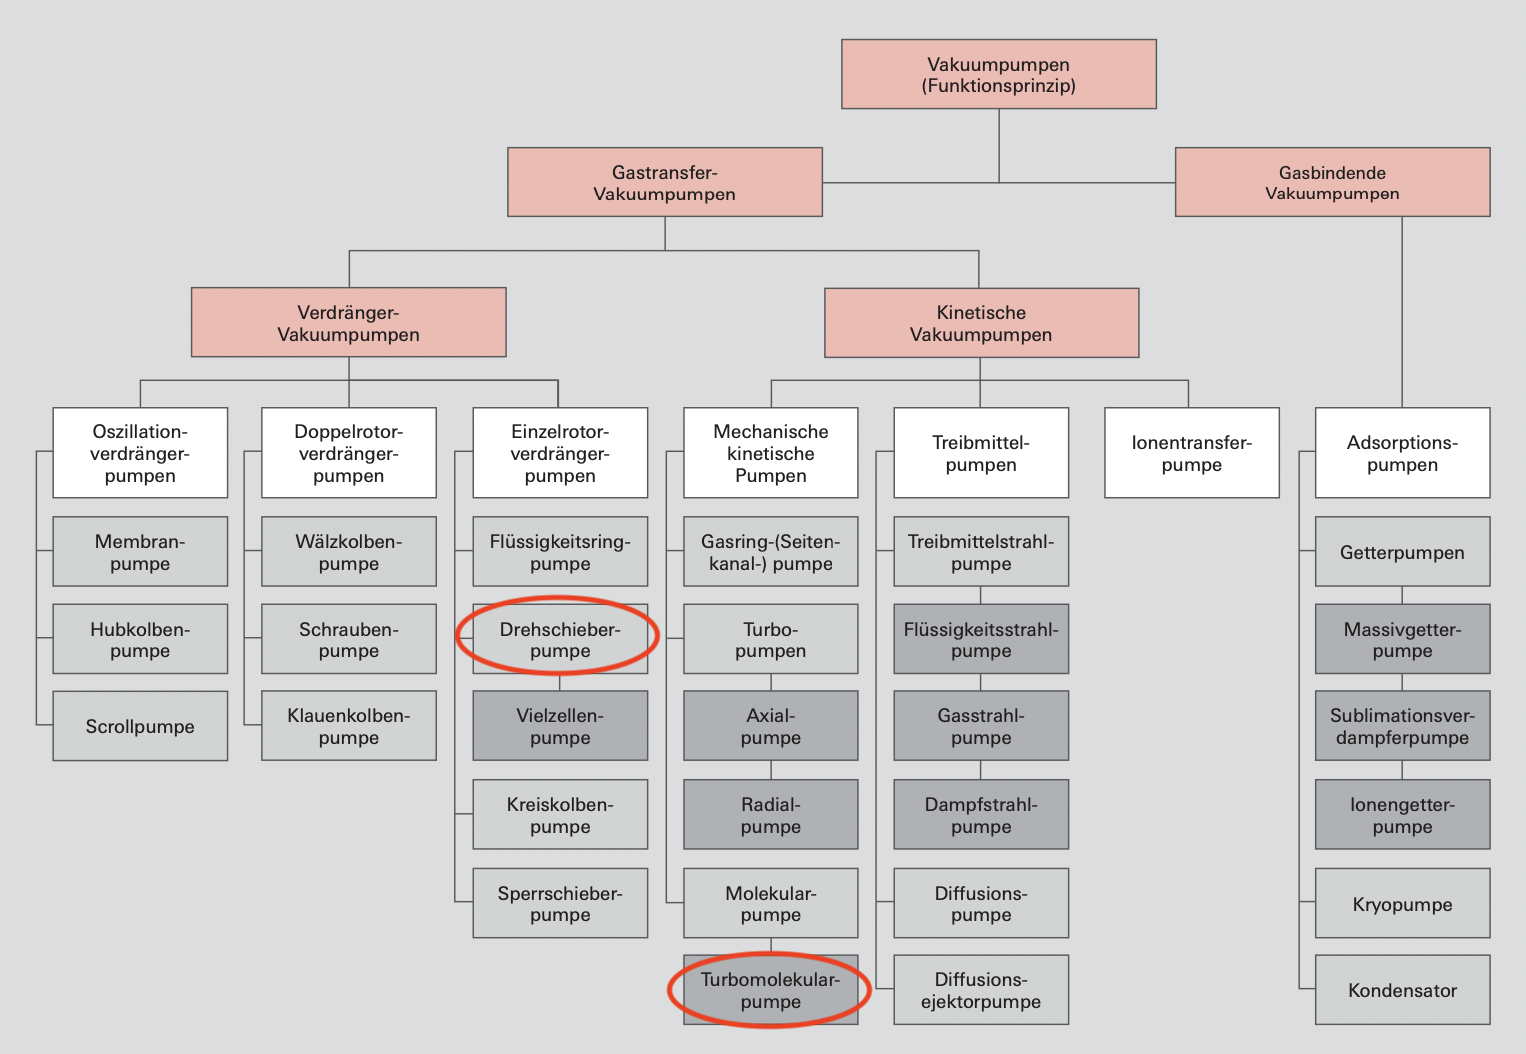 Vakuumpumpen
(Funktionsprinzip)
Gastransfer-
Vakuumpumpen
Gasbindende
Vakuumpumpen
Verdränger-
Vakuumpumpen
Kinetische
Vakuumpumpen
Oszillation-
verdränger-
pumpen
Doppelrotor-
verdränger-
pumpen
Einzelrotor-
verdränger-
pumpen
Mechanische
kinetische
Pumpen
Treibmittel-
pumpen
Ionentransfer-
pumpe
Adsorptions-
pumpen
Membran-
pumpe
Wälzkolben-
pumpe
Flüssigkeitsring-
pumpe
Gasring-(Seiten-
kanal-) pumpe
Treibmittelstrahl-
pumpe
Getterpumpen
Hubkolben-
pumpe
Schrauben-
pumpe
Drehschieber-
pumpe
Turbo-
pumpen
Flüssigkeitsstrahl-
pumpe
Massivgetter-
pumpe
Scrollpumpe
Klauenkolben-
pumpe
Vielzellen-
pumpe
Axial-
pumpe
Gasstrahl-
pumpe
Sublimationsver-
dampferpumpe
Kreiskolben-
pumpe
Radial-
pumpe
Dampfstrahl-
pumpe
Ionengetter-
pumpe
Sperrschieber-
pumpe
Molekular-
pumpe
Diffusions-
pumpe
Kryopumpe
Turbomolekular-
pumpe
Diffusions-
ejektorpumpe
Kondensator